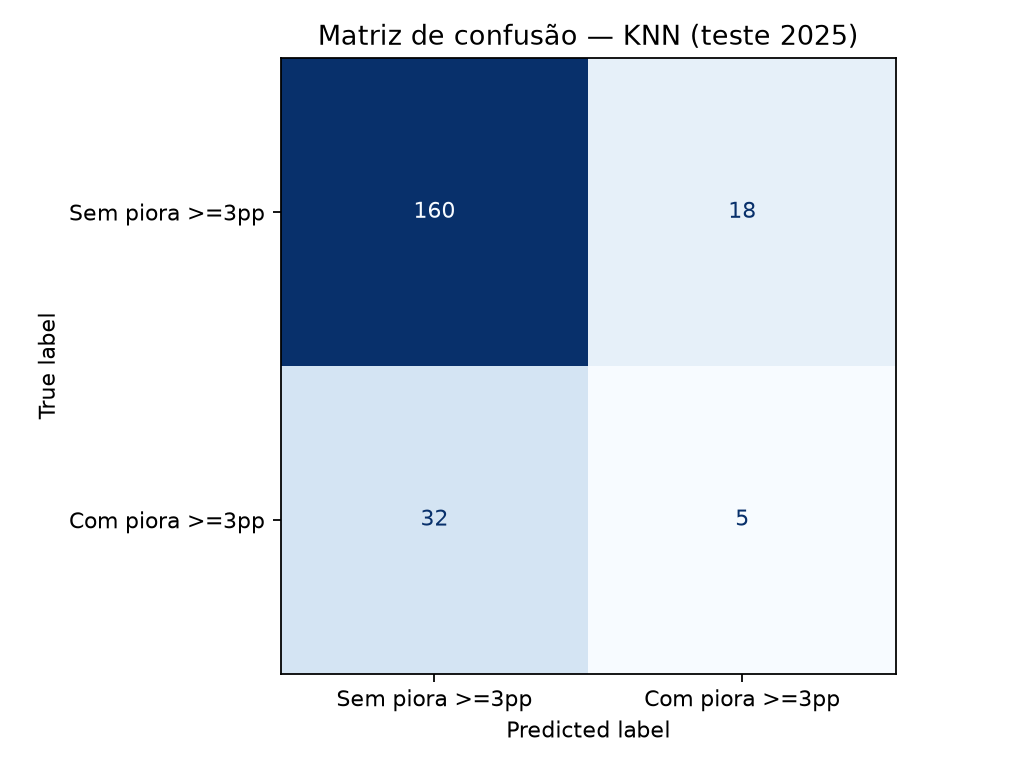 Matriz de confusão — KNN (teste 2025)
Sem piora >=3pp
160
18
True label
Com piora >=3pp
32
5
Sem piora >=3pp
Com piora >=3pp
Predicted label